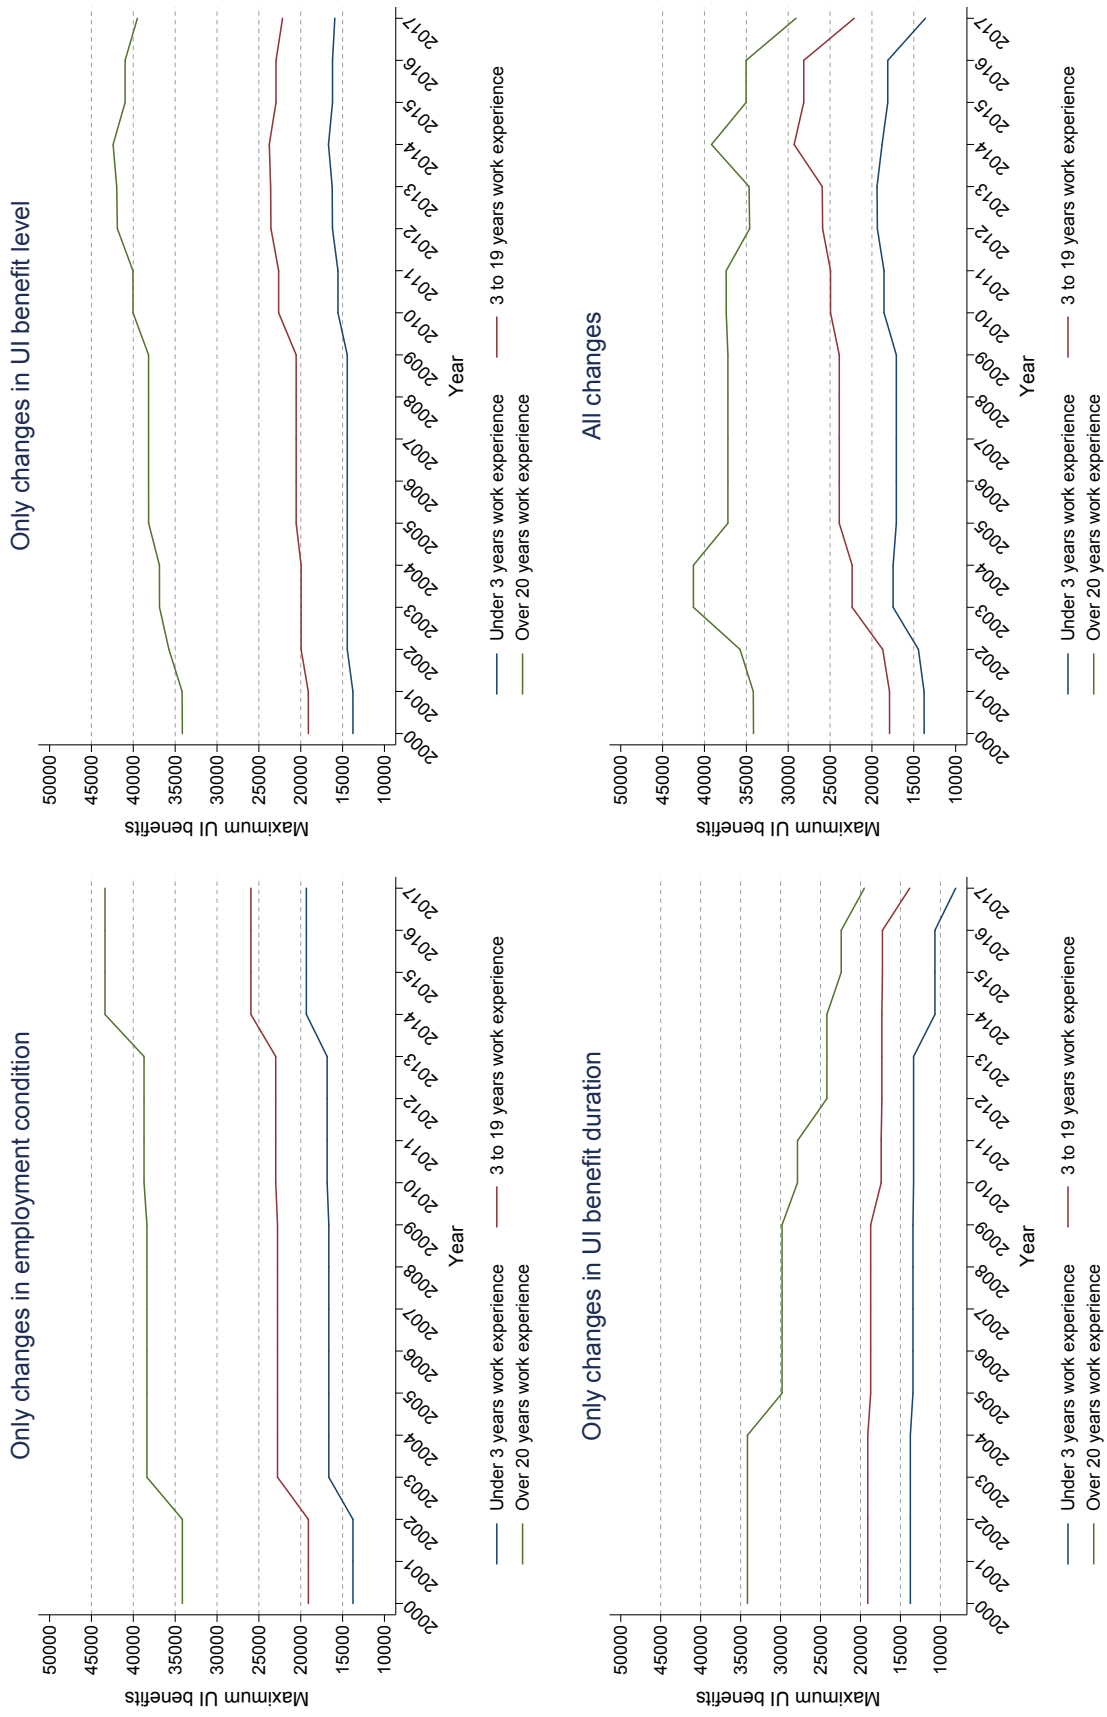 Only changes in employment condition
Maximum UI benefits
50000
45000
40000
35000
30000
25000
20000
15000
10000
2000 2001 2002 2003 2004 2005 2006 2007 2008 2009 2010 2011 2012 2013 2014 2015 2016 2017
Year
Under 3 years work experience 3 to 19 years work experience
Over 20 years work experience
Only changes in UI benefit level
Maximum UI benefits
50000
45000
40000
35000
30000
25000
20000
15000
10000
2000 2001 2002 2003 2004 2005 2006 2007 2008 2009 2010 2011 2012 2013 2014 2015 2016 2017
Year
Under 3 years work experience 3 to 19 years work experience
Over 20 years work experience
Only changes in UI benefit duration
Maximum UI benefits
50000
45000
40000
35000
30000
25000
20000
15000
10000
2000 2001 2002 2003 2004 2005 2006 2007 2008 2009 2010 2011 2012 2013 2014 2015 2016 2017
Year
Under 3 years work experience 3 to 19 years work experience
Over 20 years work experience
All changes
Maximum UI benefits
50000
45000
40000
35000
30000
25000
20000
15000
10000
2000 2001 2002 2003 2004 2005 2006 2007 2008 2009 2010 2011 2012 2013 2014 2015 2016 2017
Year
Under 3 years work experience 3 to 19 years work experience
Over 20 years work experience